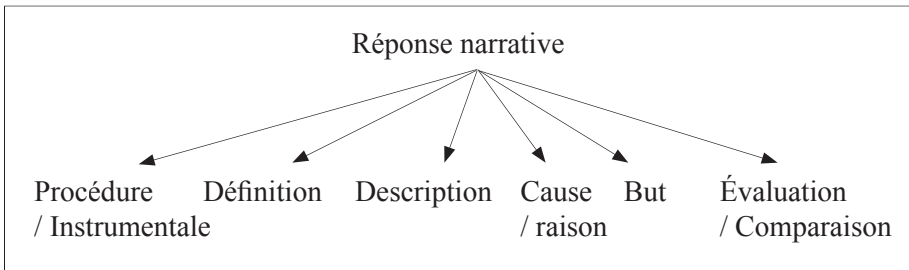 Réponse narrative
Procédure Définition Description Cause But Évaluation
/ Instrumentale / raison / Comparaison